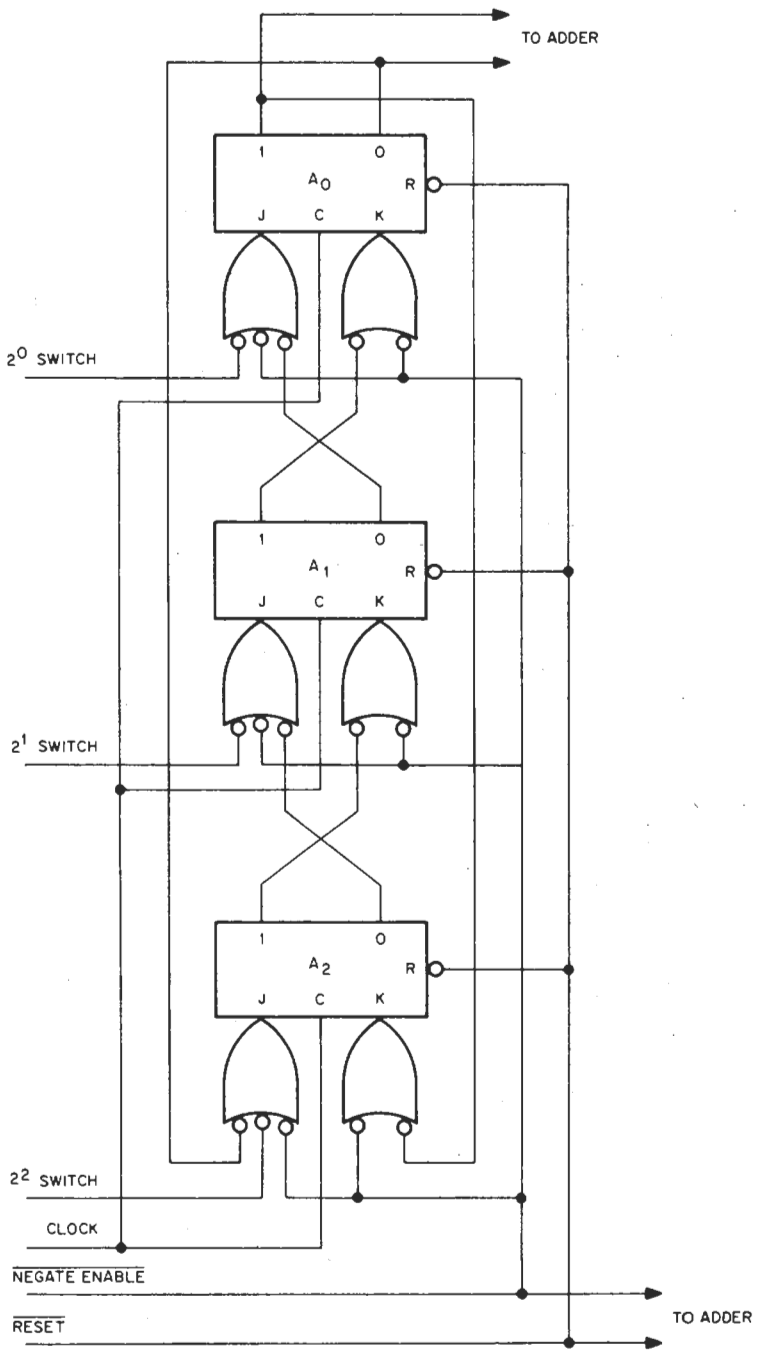 TO ADDER
1 0
A0
R
J C K
2⁰ SWITCH
1 0
A1
R
J C K
2¹ SWITCH
1 0
A2
R
J C K
2² SWITCH
CLOCK
NEGATE ENABLE
TO ADDER
RESET